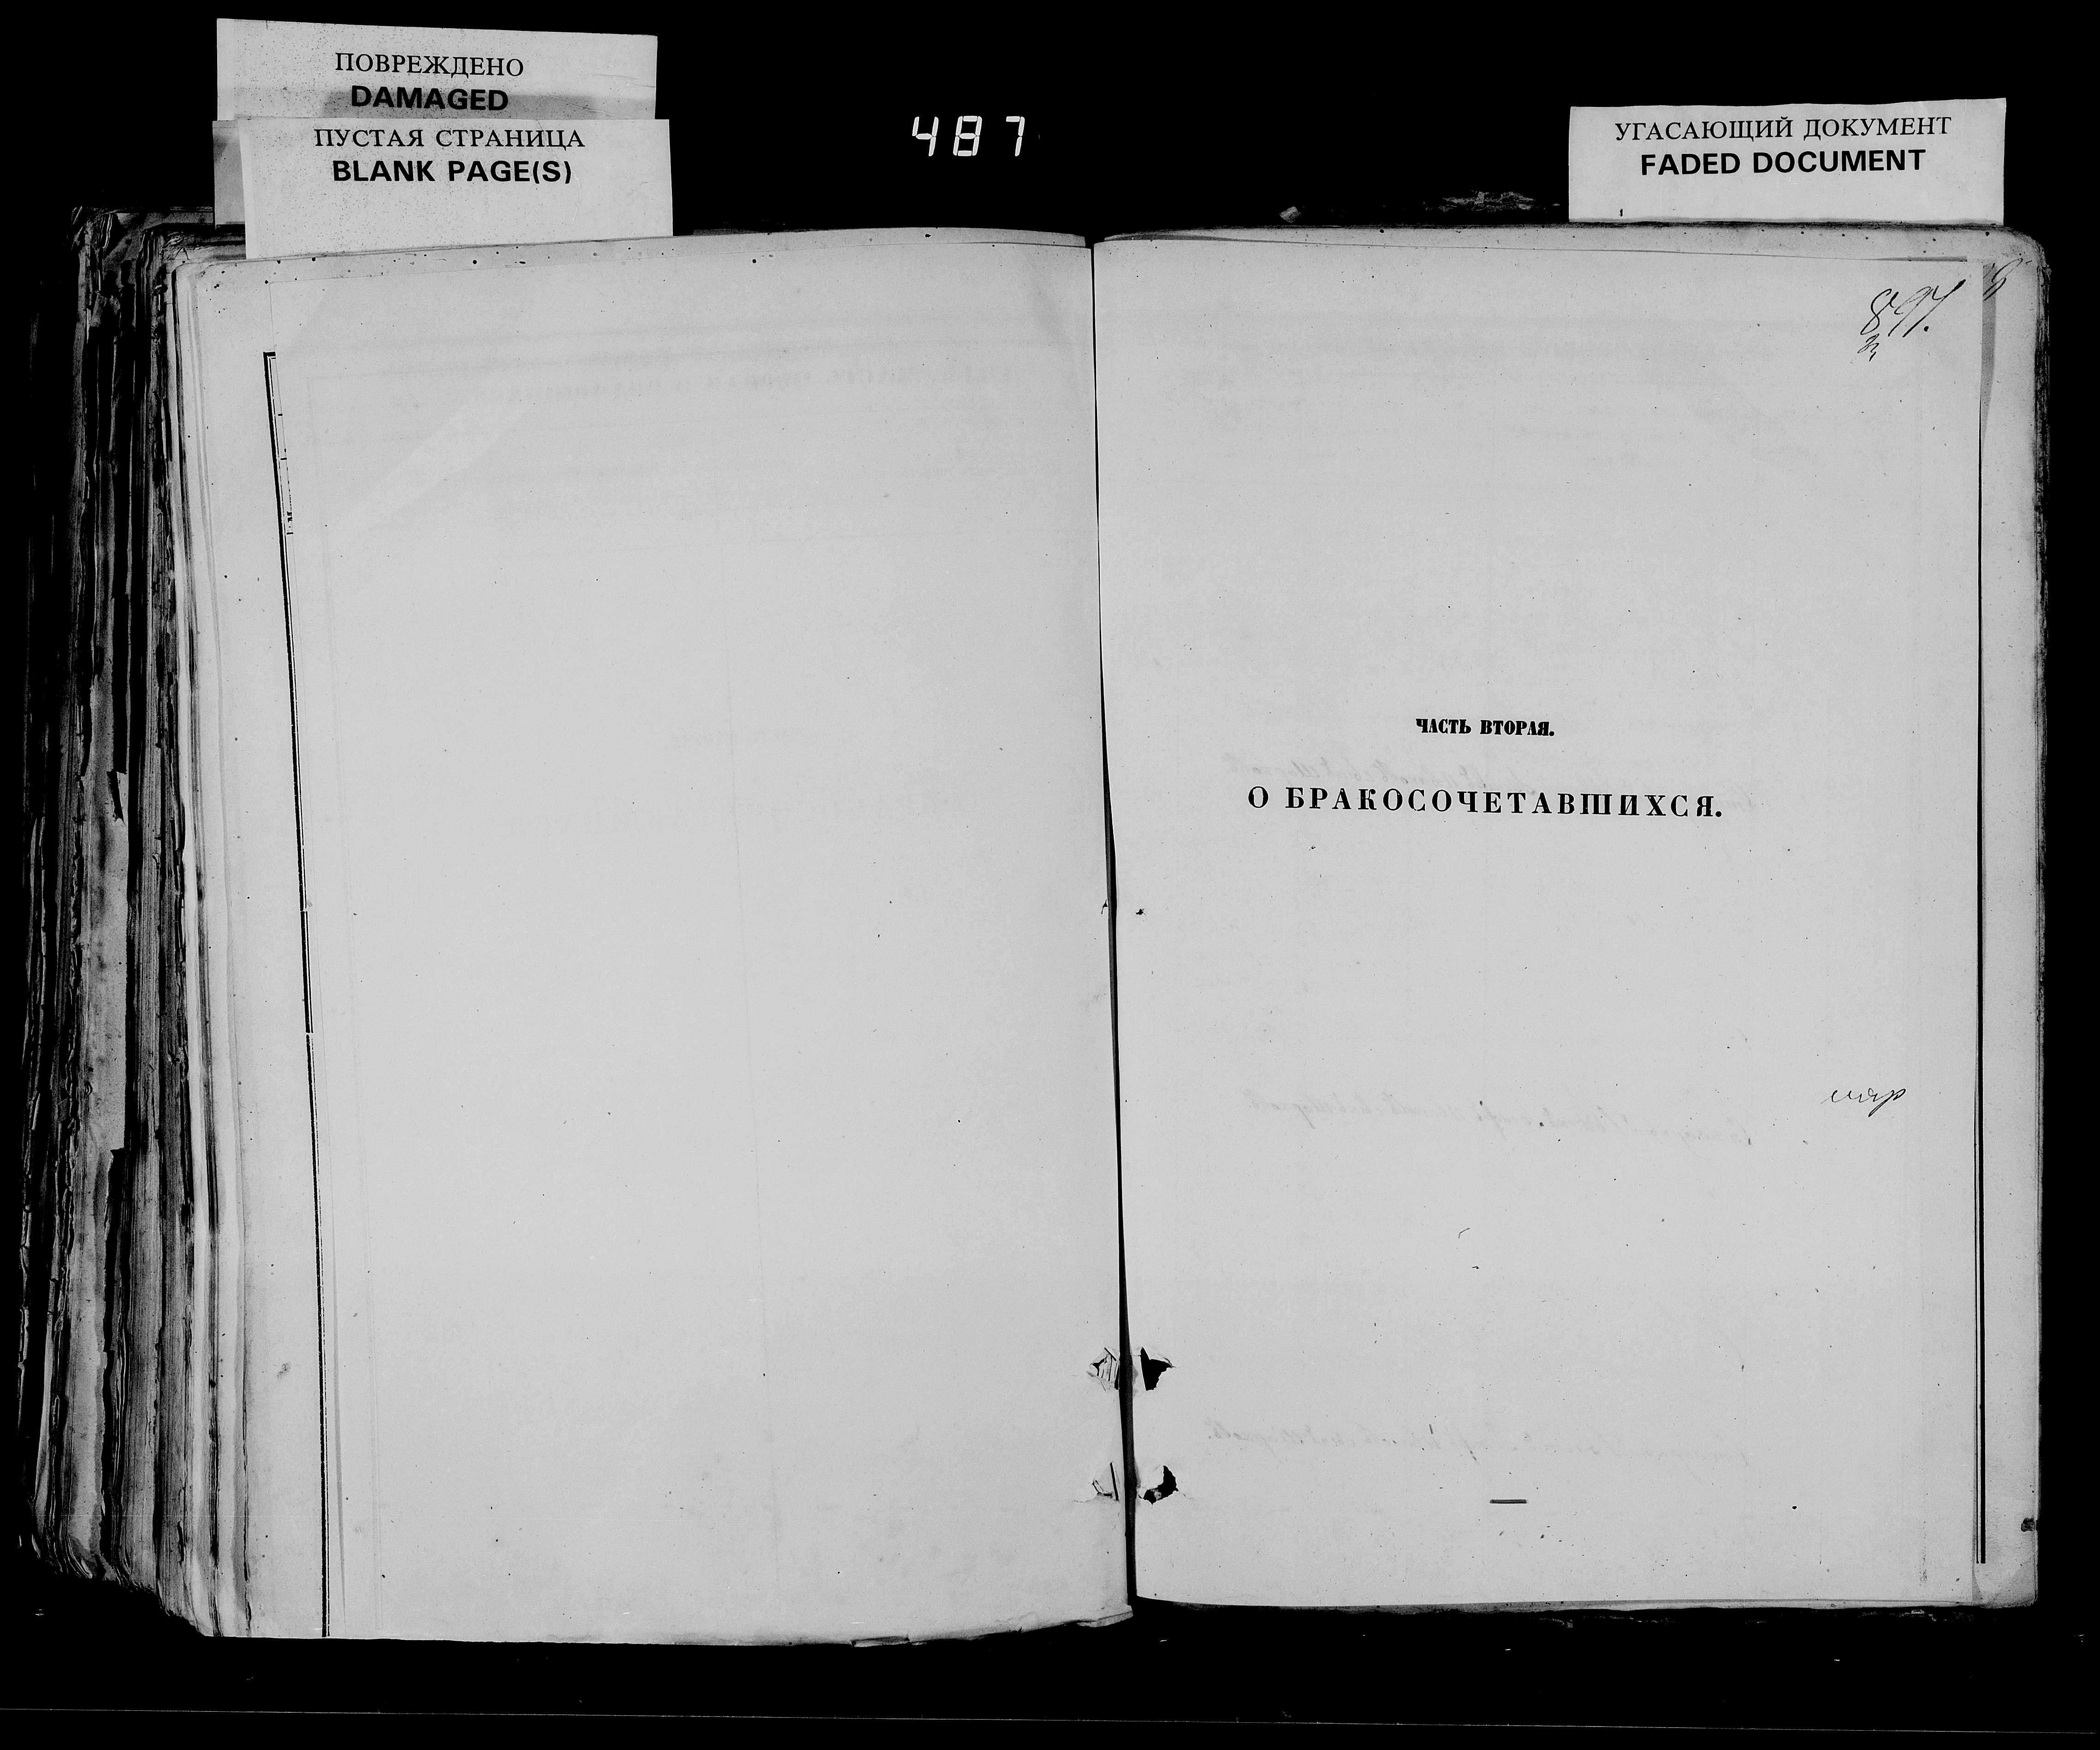 ПОВРЕЖДЕНО
DAMAGED
ПУСТАЯ СТРАНИЦА
BLANK PAGE(S)
487
УГАСАЮЩИЙ ДОКУМЕНТ
FADED DOCUMENT
ЧАСТЬ ВТОРАЯ.
О БРАКОСОЧЕТАВШИХСЯ.